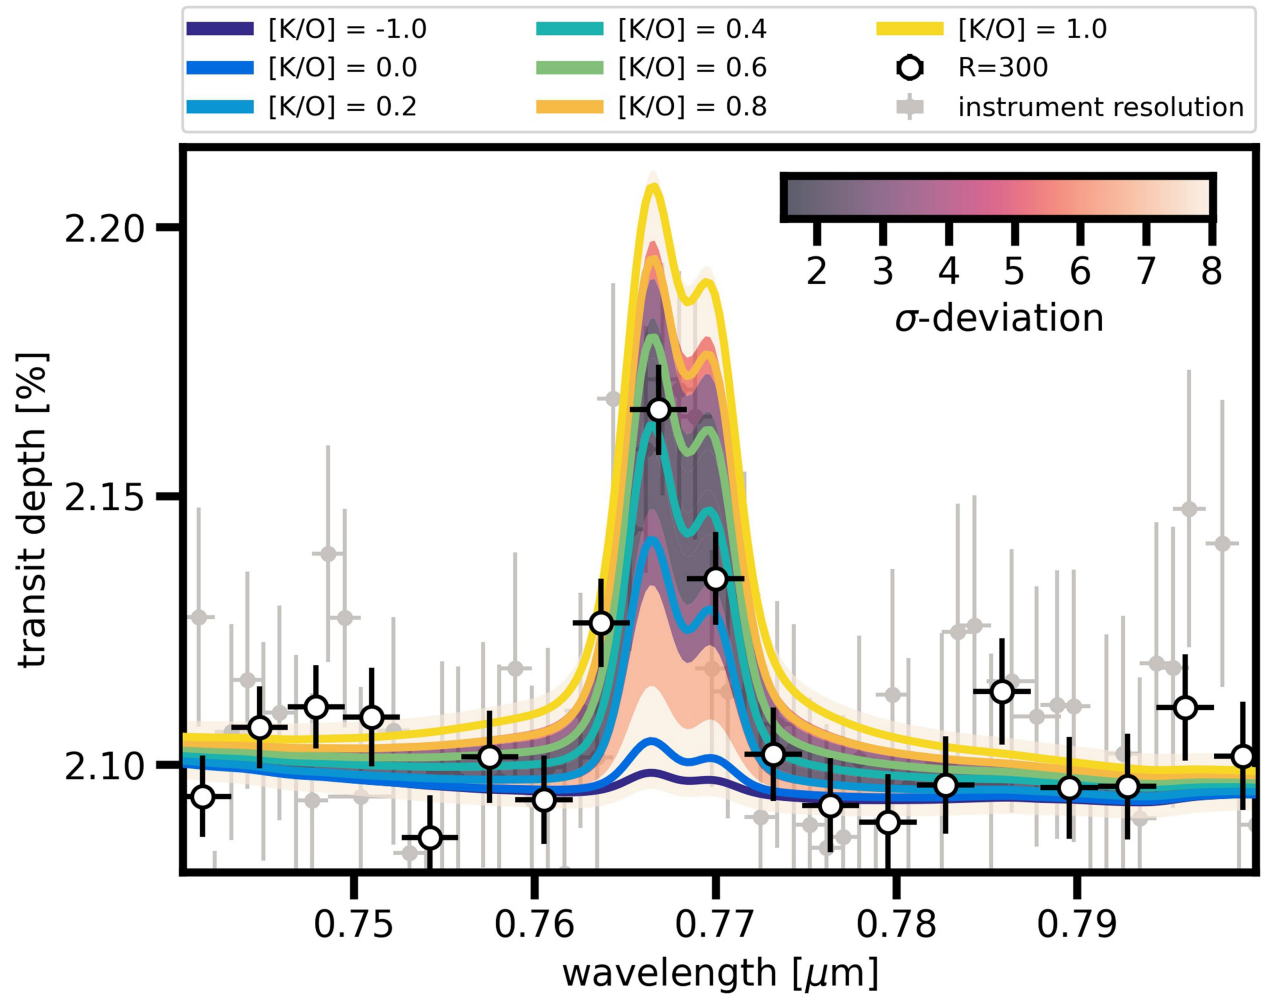 [K/O] = -1.0
[K/O] = 0.0
[K/O] = 0.2
[K/O] = 0.4
[K/O] = 0.6
[K/O] = 0.8
[K/O] = 1.0
R=300
instrument resolution
2 3 4 5 6 7 8
σ-deviation
2.20
2.15
2.10
transit depth [%]
0.75 0.76 0.77 0.78 0.79
wavelength [μm]